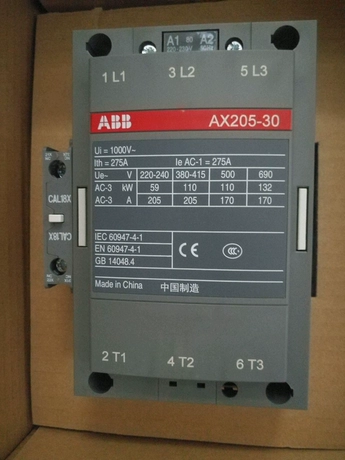 A1 80 A2
1 L1 3 L2 5 L3
ABB AX205-30
Ui = 1000V~
Ith = 275A Ie AC-1 = 275A
Ue~ V 220-240 380-415 500 690
AC-3 kW 59 110 110 132
AC-3 A 205 205 170 170
IEC 60947-4-1
EN 60947-4-1
GB 14048.4
CE CCC
Made in China 中国制造
CAL18X
CAL18X
2 T1 4 T2 6 T3